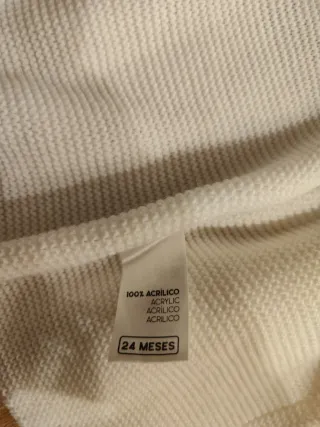 100% ACRÍLICO
ACRYLIC
ACRÍLICO
ACRILICO
24 MESES